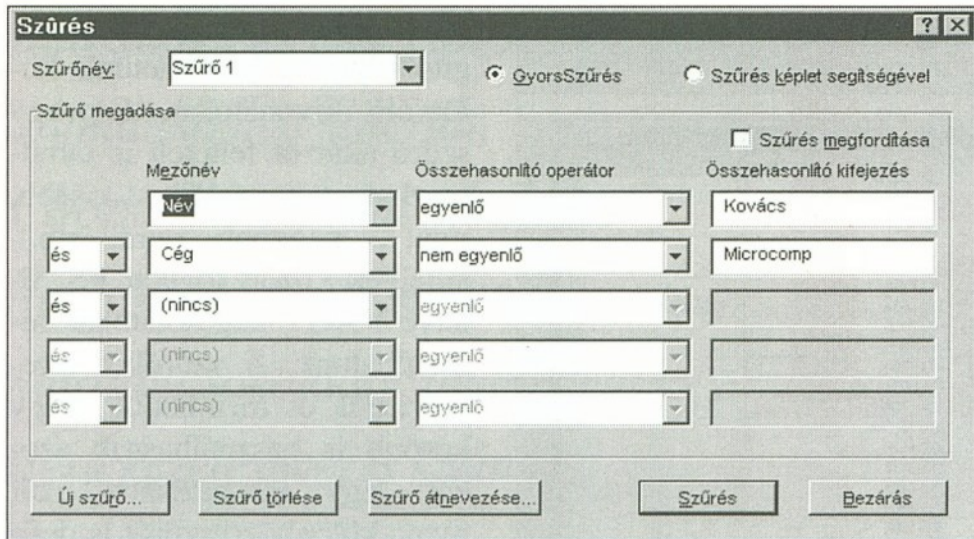 Szûrés
Szűrőnév: Szűrő 1 GyorsSzűrés Szűrés képlet segítségével
Szűrő megadása
Szűrés megfordítása
Mezőnév Összehasonlító operátor Összehasonlító kifejezés
Név egyenlő Kovács
és Cég nem egyenlő Microcomp
és (nincs) egyenlő
és (nincs) egyenlő
és (nincs) egyenlő
Új szűrő... Szűrő törlése Szűrő átnevezése... Szűrés Bezárás